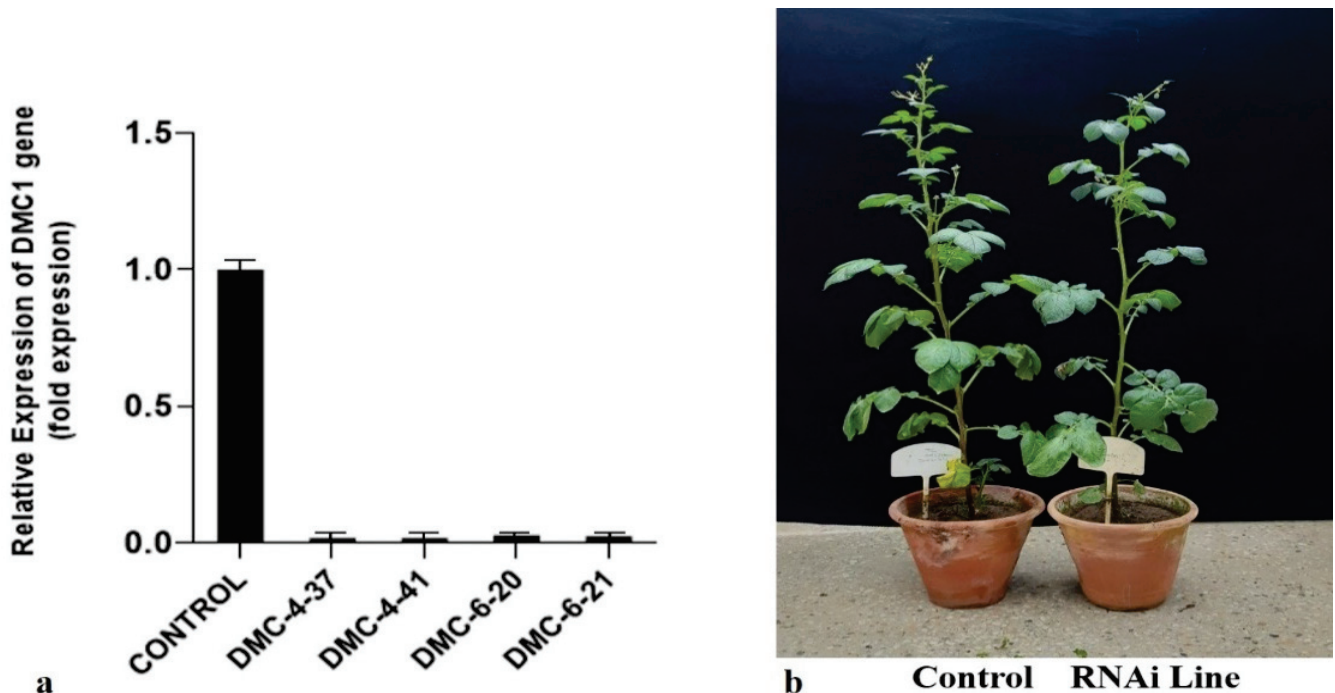 Relative Expression of DMC1 gene
(fold expression)
1.5
1.0
0.5
0.0
CONTROL
DMC-4-37
DMC-4-41
DMC-6-20
DMC-6-21
a
b
Control RNAi Line